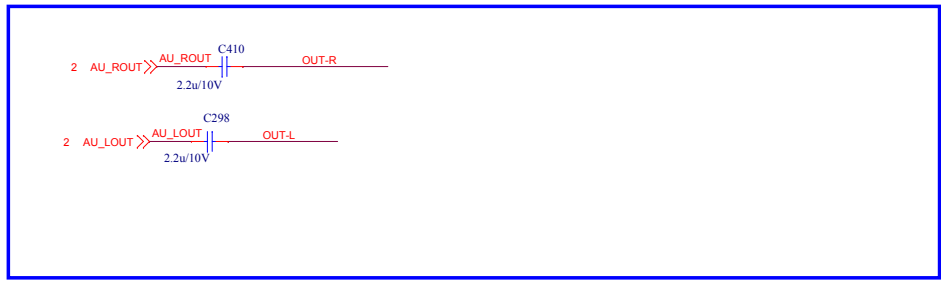 C410
2 AU_ROUT AU_ROUT OUT-R
2.2u/10V
C298
2 AU_LOUT AU_LOUT OUT-L
2.2u/10V